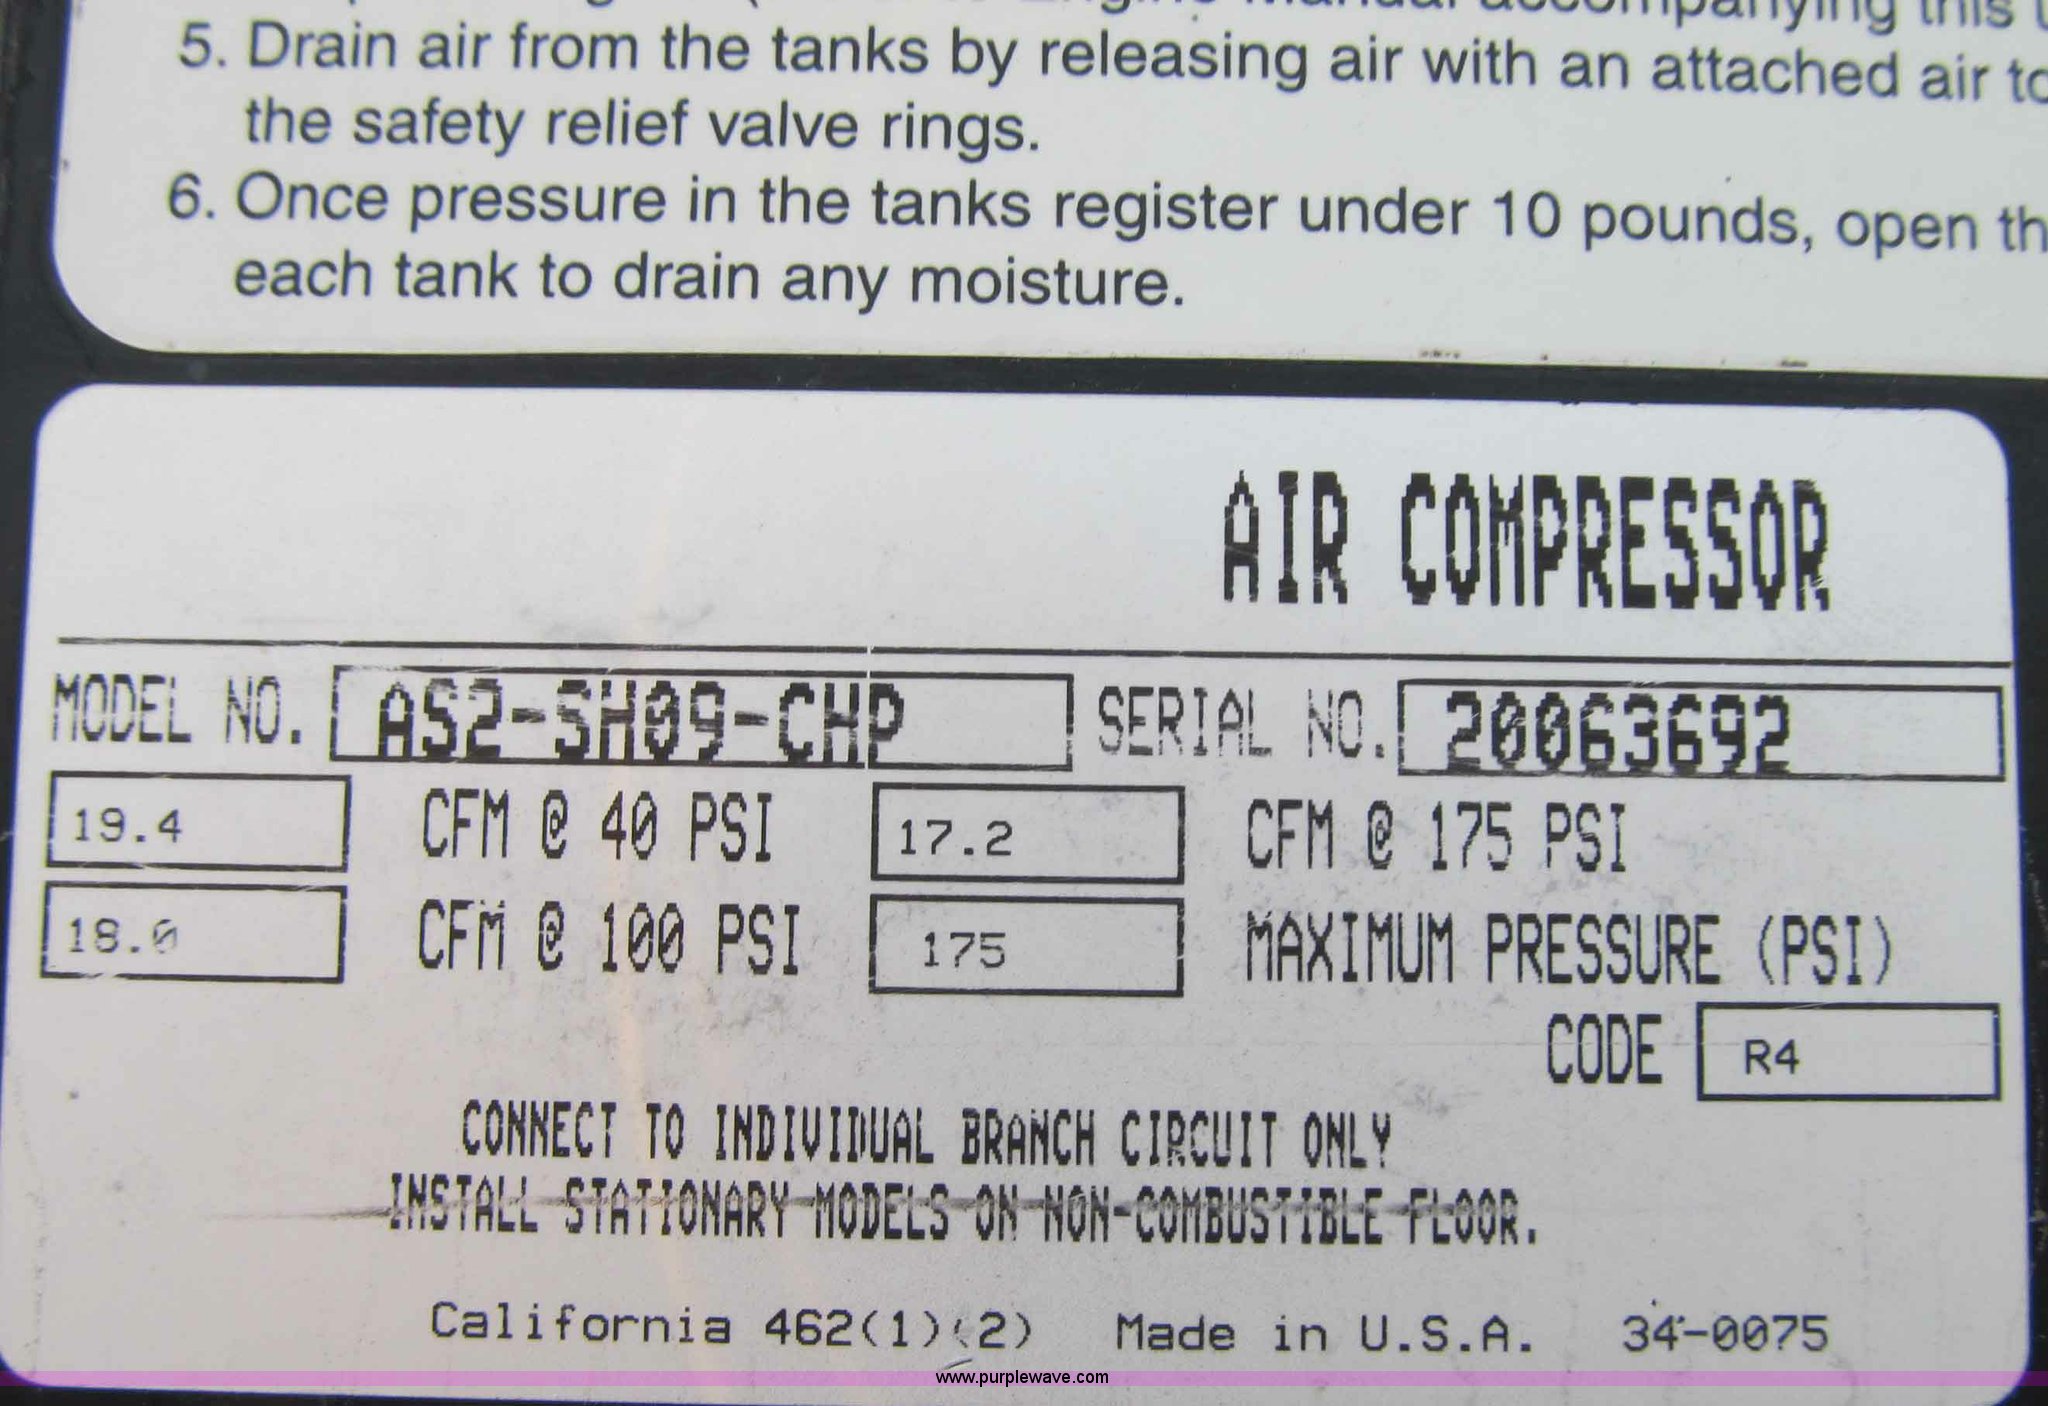 Manual accompanying this
5. Drain air from the tanks by releasing air with an attached air
the safety relief valve rings.
6. Once pressure in the tanks register under 10 pounds, open
each tank to drain any moisture.
AIR COMPRESSOR
MODEL NO. AS2-SH09-CHP SERIAL NO. 20063692
19.4 CFM @ 40 PSI 17.2 CFM @ 175 PSI
18.0 CFM @ 100 PSI 175 MAXIMUM PRESSURE (PSI)
CODE R4
CONNECT TO INDIVIDUAL BRANCH CIRCUIT ONLY
INSTALL STATIONARY MODELS ON NON-COMBUSTIBLE FLOOR.
California 462(1)(2) Made in U.S.A. 34-0075
www.purplewave.com